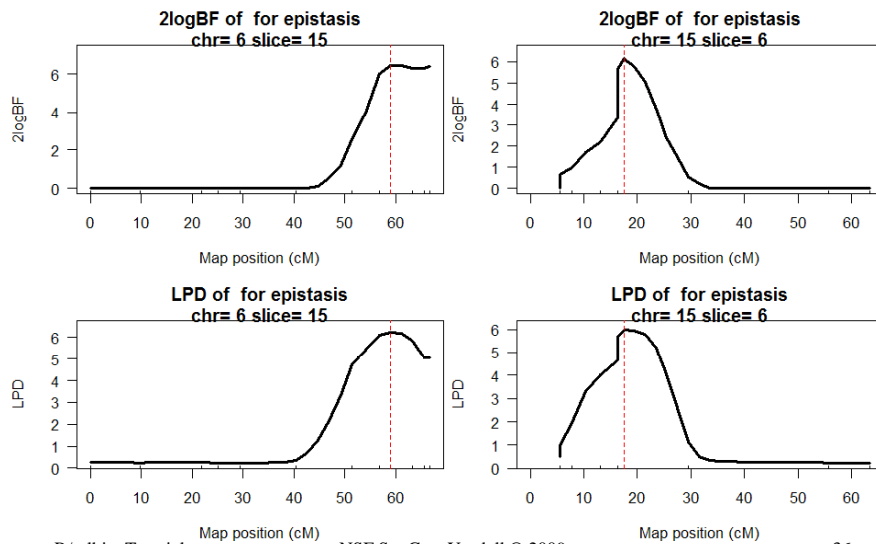 2logBF of for epistasis
chr= 6 slice= 15
2logBF
6
4
2
0
0 10 20 30 40 50 60
Map position (cM)
2logBF of for epistasis
chr= 15 slice= 6
2logBF
6
5
4
3
2
1
0
0 10 20 30 40 50 60
Map position (cM)
LPD of for epistasis
chr= 6 slice= 15
LPD
6
5
4
3
2
1
0
0 10 20 30 40 50 60
Map position (cM)
LPD of for epistasis
chr= 15 slice= 6
LPD
6
5
4
3
2
1
0
0 10 20 30 40 50 60
Map position (cM)